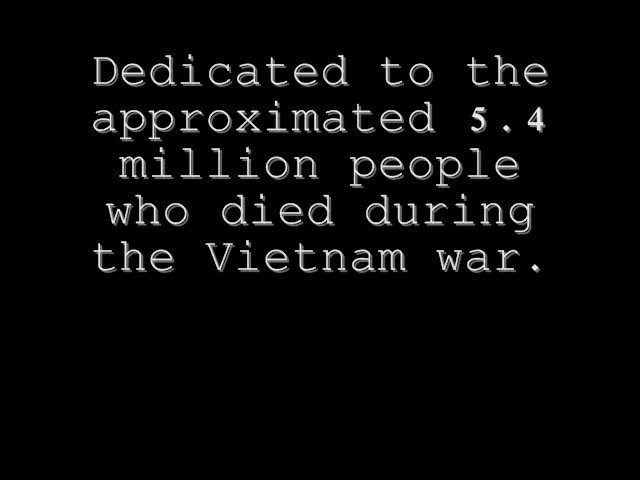 Dedicated to the
approximated 5.4
million people
who died during
the Vietnam war.